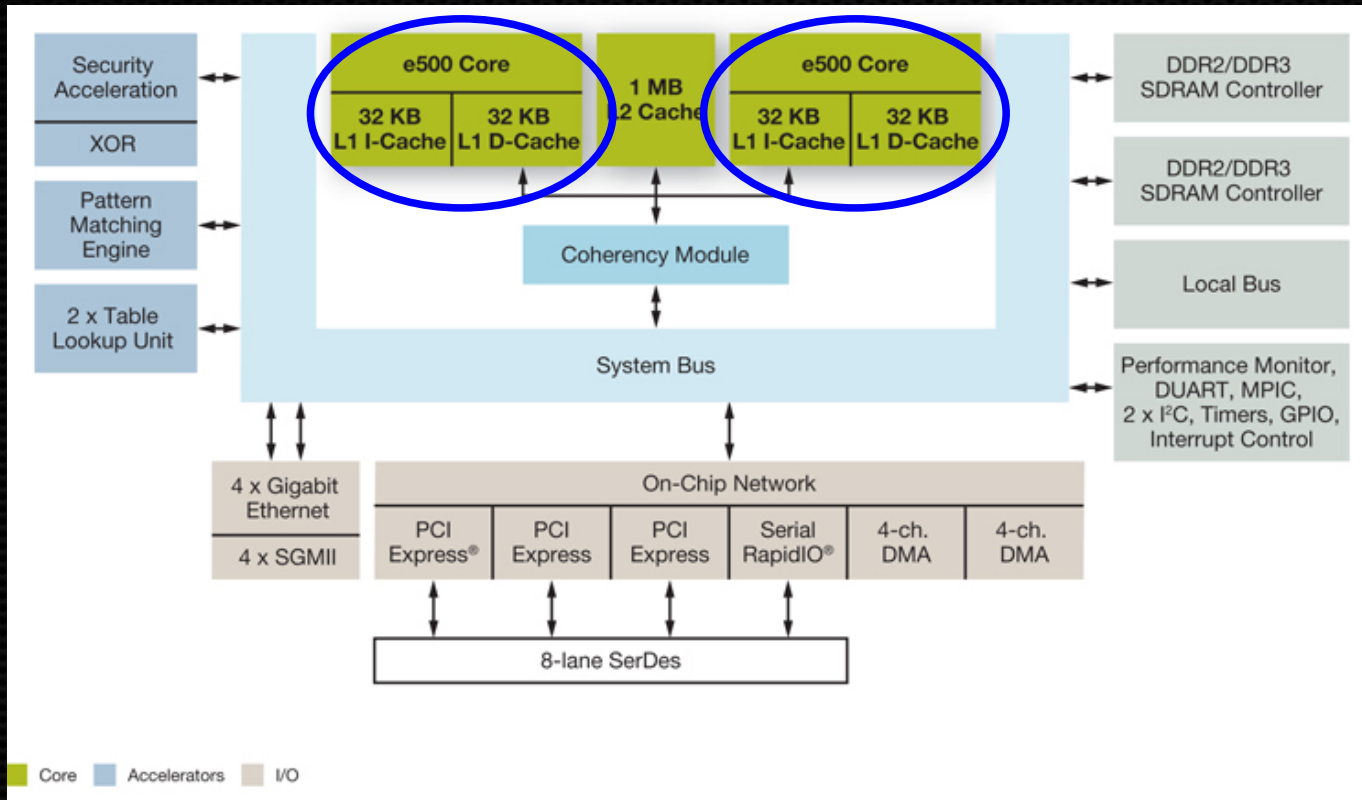 Security
Acceleration
XOR
Pattern
Matching
Engine
2 x Table
Lookup Unit
e500 Core
32 KB
L1 I-Cache
32 KB
L1 D-Cache
1 MB
L2 Cache
e500 Core
32 KB
L1 I-Cache
32 KB
L1 D-Cache
Coherency Module
System Bus
DDR2/DDR3
SDRAM Controller
DDR2/DDR3
SDRAM Controller
Local Bus
Performance Monitor,
DUART, MPIC,
2 x I²C, Timers, GPIO,
Interrupt Control
4 x Gigabit
Ethernet
4 x SGMII
On-Chip Network
PCI
Express®
PCI
Express
PCI
Express
Serial
RapidIO®
4-ch.
DMA
4-ch.
DMA
8-lane SerDes
Core
Accelerators
I/O